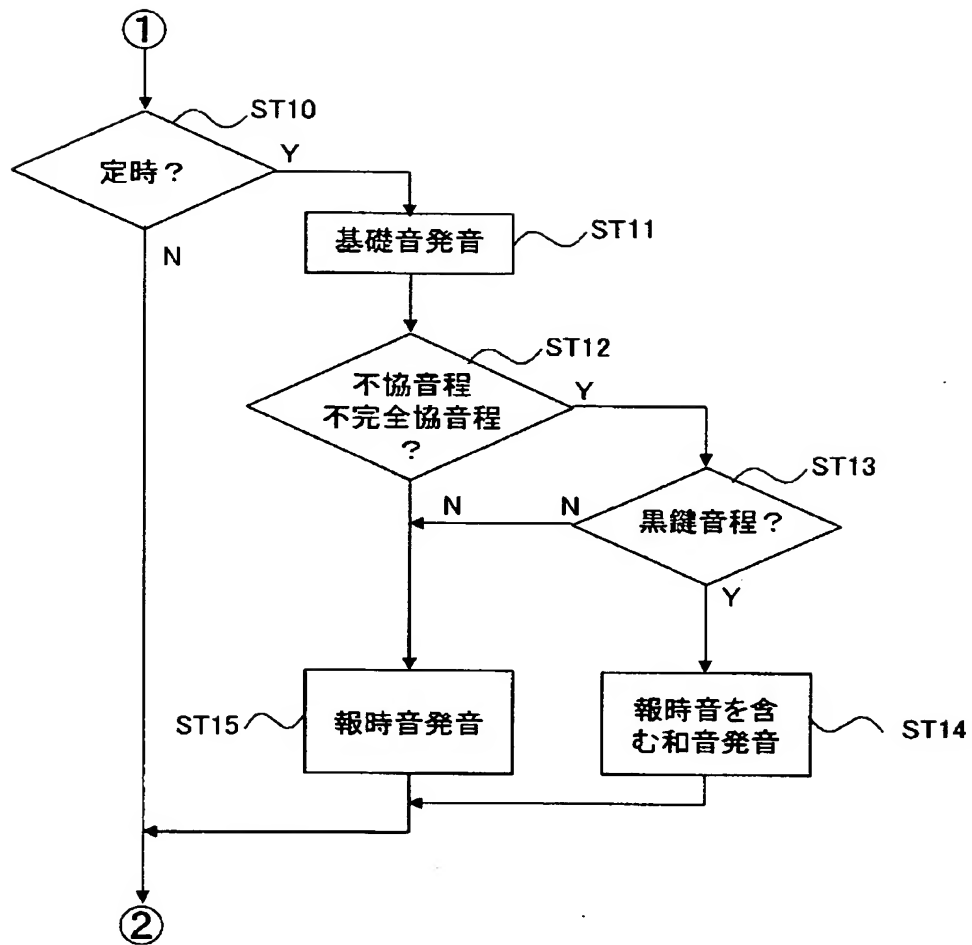 ①
ST10
定時？
Y
N
基礎音発音
ST11
ST12
不協音程
不完全協音程
？
Y
N
ST13
黒鍵音程？
N
Y
ST15
報時音発音
報時音を含
む和音発音
ST14
②